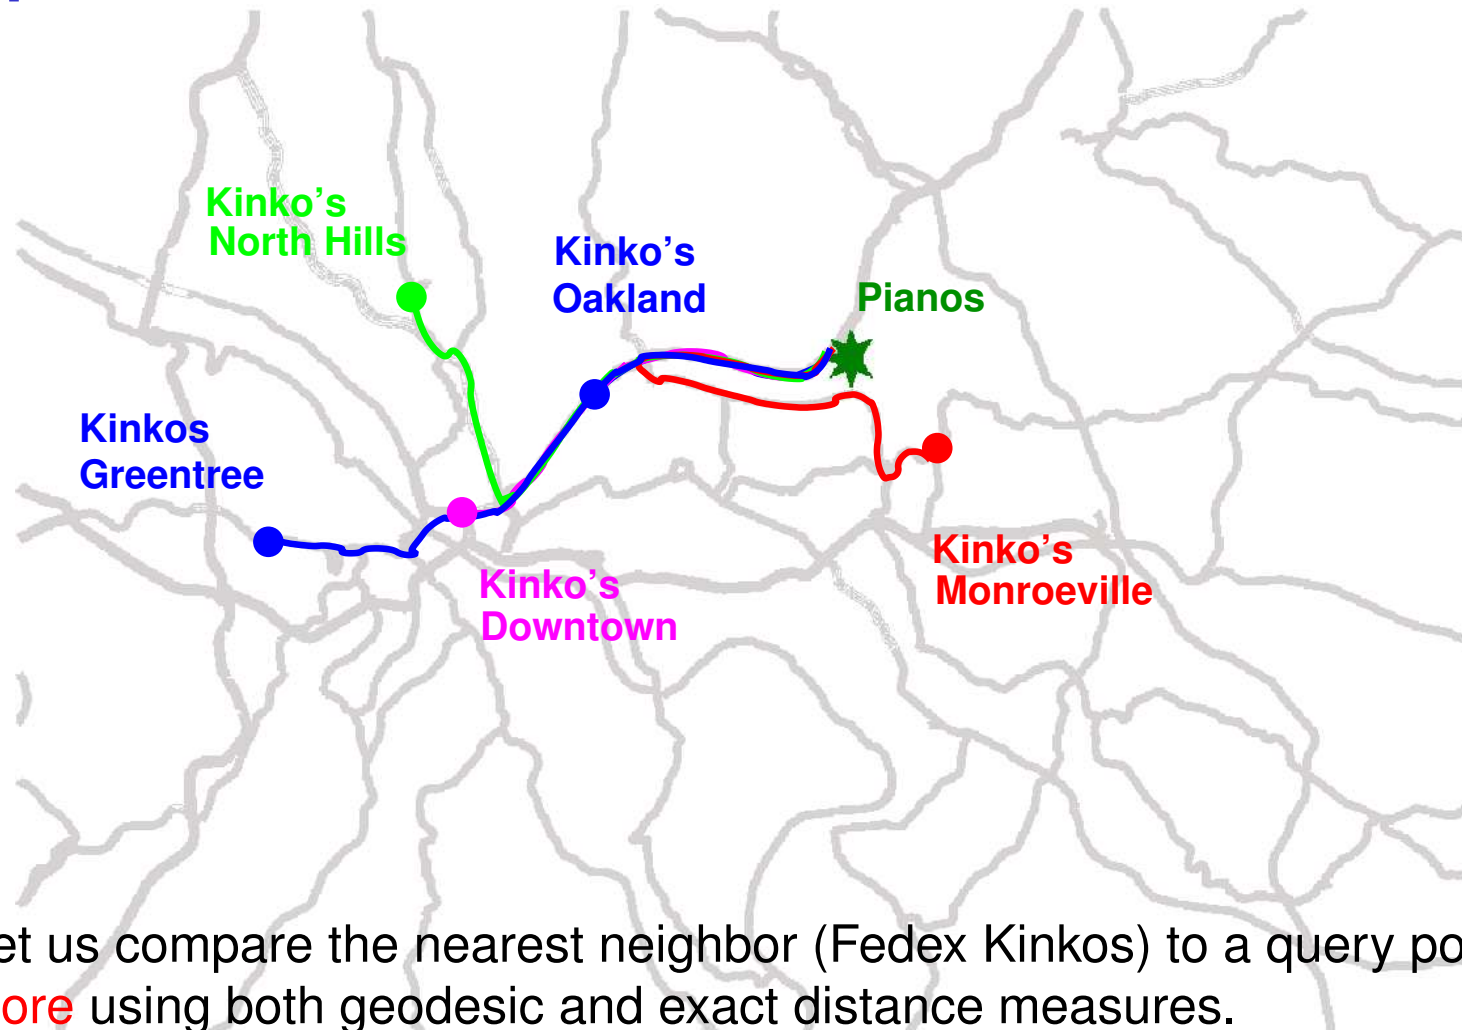 Kinko's
North Hills
Kinko's
Oakland
Pianos
Kinkos
Greentree
Kinko's
Monroeville
Kinko's
Downtown
et us compare the nearest neighbor (Fedex Kinkos) to a query po
ore using both geodesic and exact distance measures.